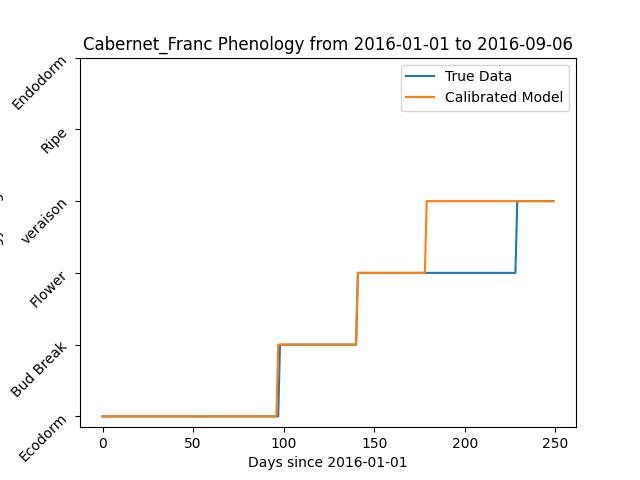 Cabernet_Franc Phenology from 2016-01-01 to 2016-09-06
True Data
Calibrated Model
Endodorm
Ripe
veraison
Flower
Bud Break
Ecodorm
0 50 100 150 200 250
Days since 2016-01-01